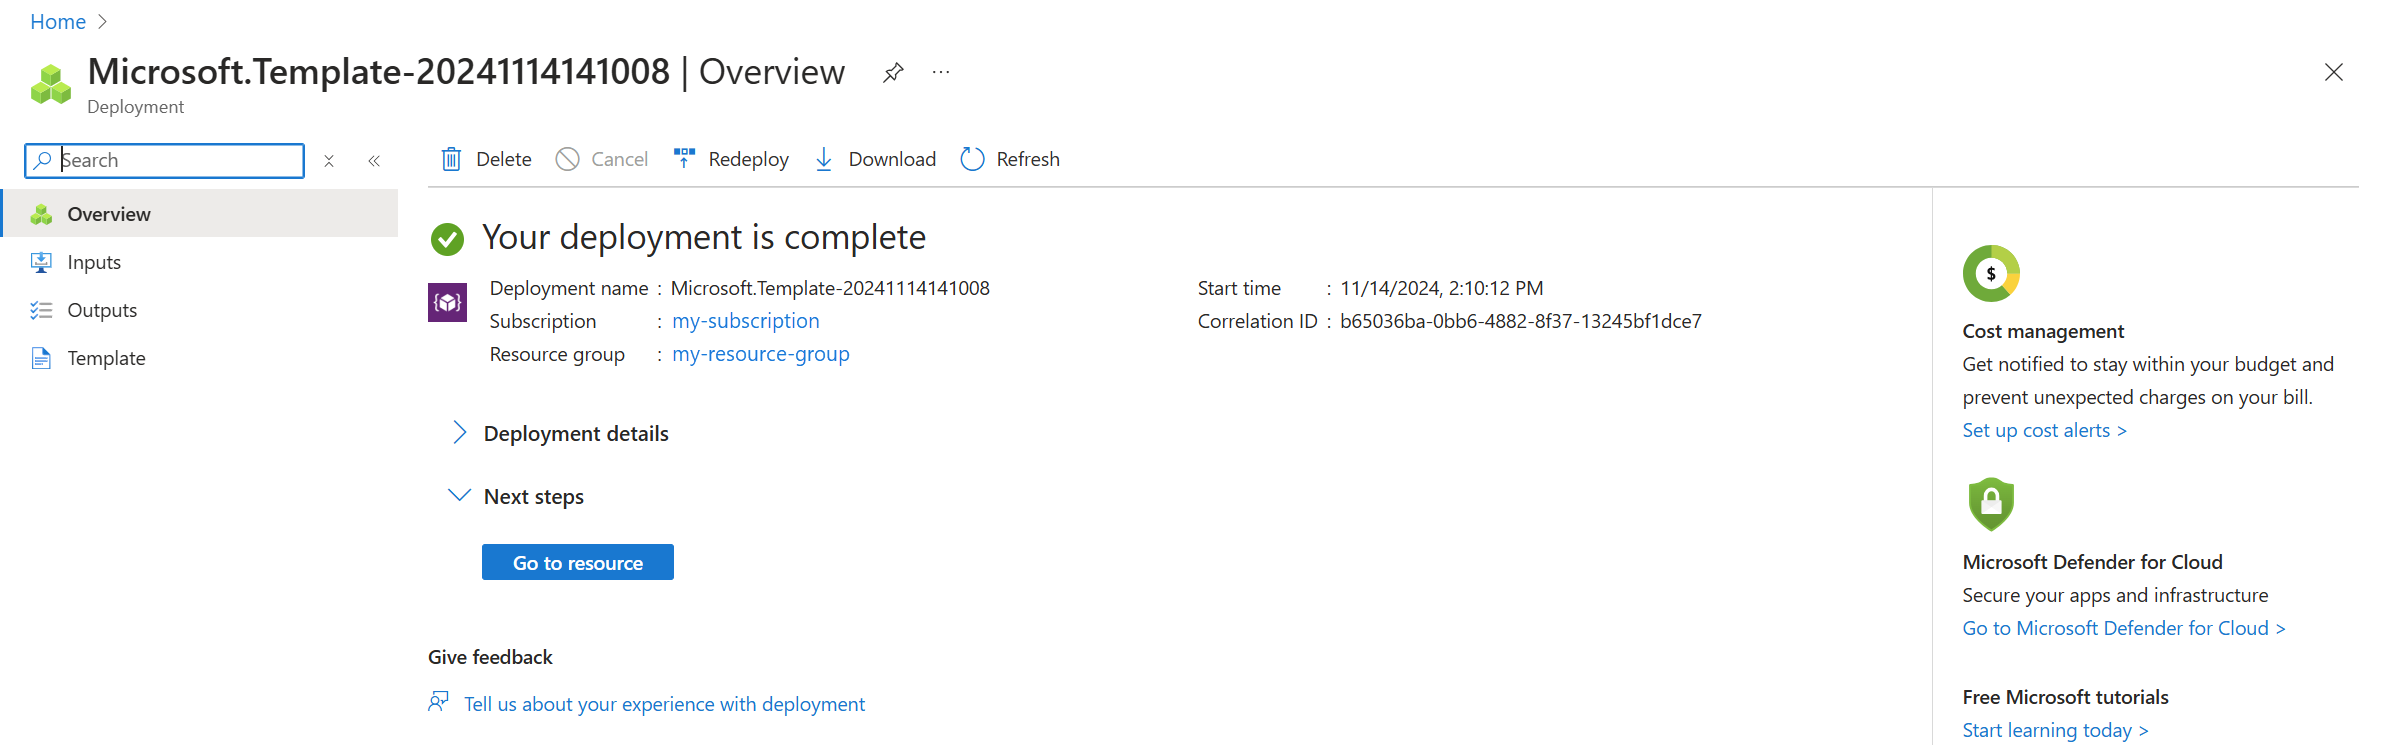 Home
Microsoft.Template-20241114141008 | Overview
Deployment
Search
Overview
Inputs
Outputs
Template
Delete
Cancel
Redeploy
Download
Refresh
Your deployment is complete
Deployment name : Microsoft.Template-20241114141008
Subscription : my-subscription
Resource group : my-resource-group
Start time : 11/14/2024, 2:10:12 PM
Correlation ID : b65036ba-0bb6-4882-8f37-13245bf1dce7
Deployment details
Next steps
Go to resource
Give feedback
Tell us about your experience with deployment
Cost management
Get notified to stay within your budget and
prevent unexpected charges on your bill.
Set up cost alerts >
Microsoft Defender for Cloud
Secure your apps and infrastructure
Go to Microsoft Defender for Cloud >
Free Microsoft tutorials
Start learning today >